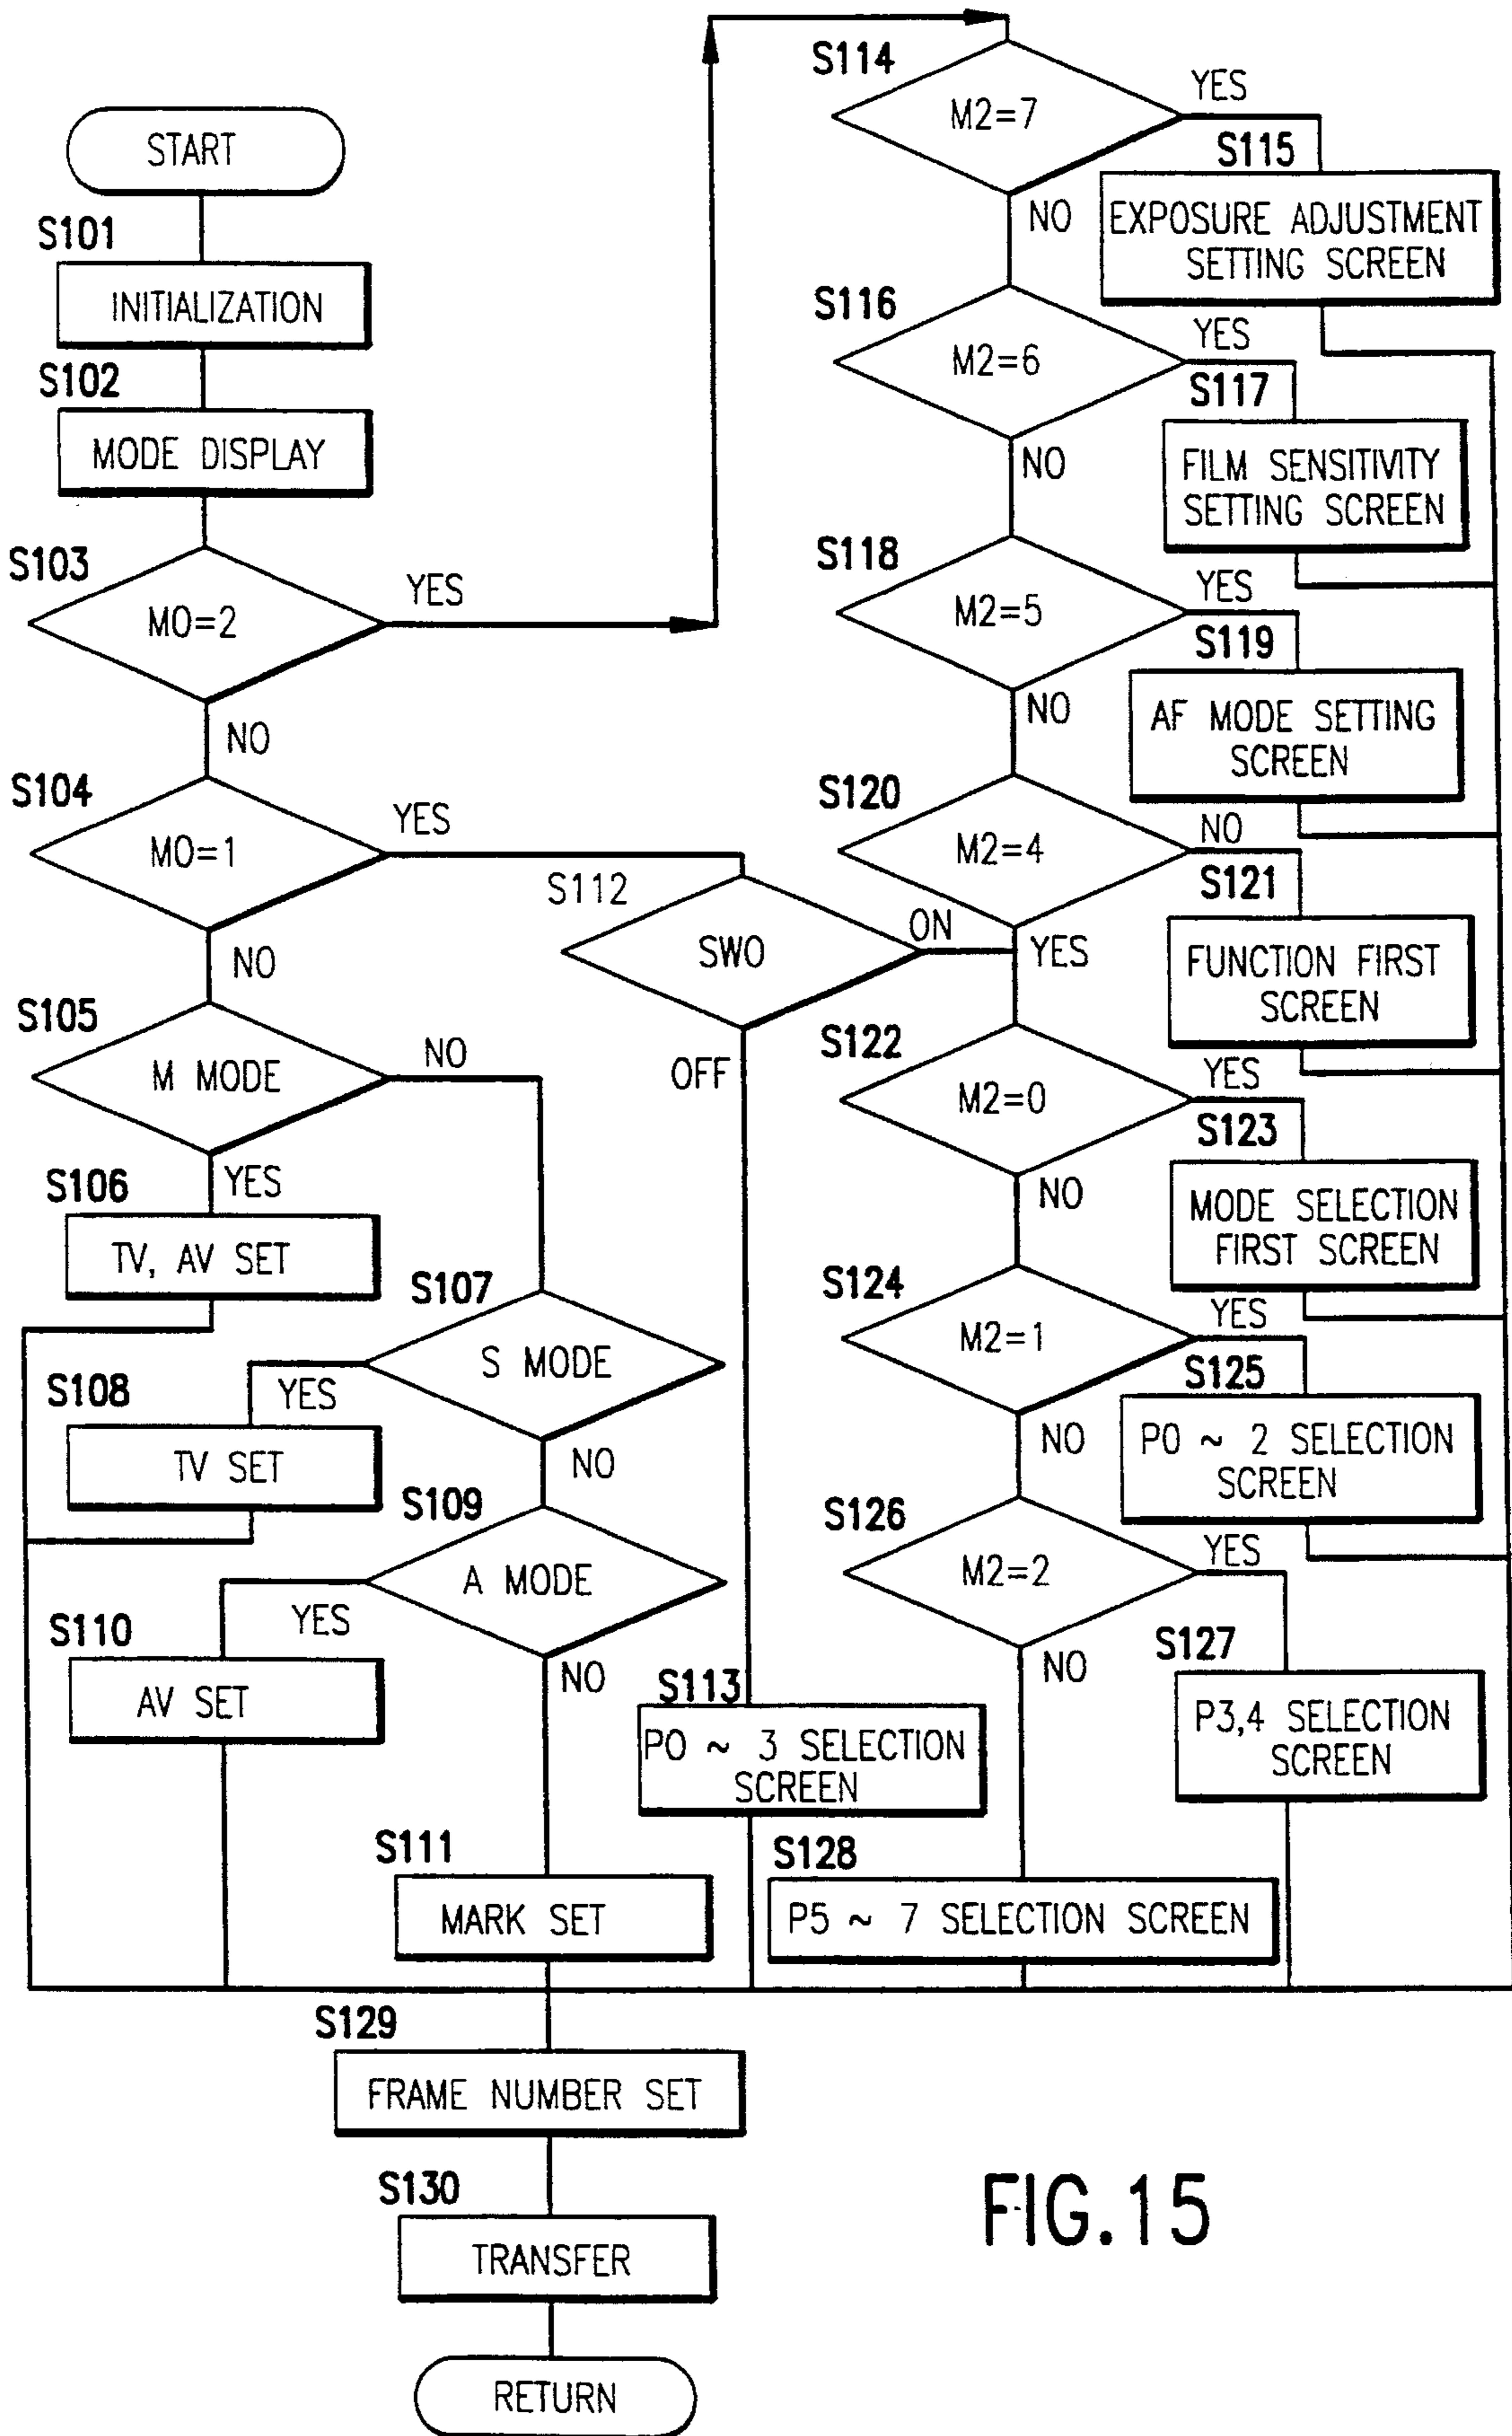 START
S101
INITIALIZATION
S102
MODE DISPLAY
S103
M0=2
YES
NO
S104
M0=1
YES
NO
S105
M MODE
NO
YES
S106
TV, AV SET
S107
S MODE
YES
NO
S108
TV SET
S109
A MODE
YES
NO
S110
AV SET
S111
MARK SET
S112
SW0
ON
OFF
S113
P0 ~ 3 SELECTION
SCREEN
S114
M2=7
YES
NO
S115
EXPOSURE ADJUSTMENT
SETTING SCREEN
S116
M2=6
YES
NO
S117
FILM SENSITIVITY
SETTING SCREEN
S118
M2=5
YES
NO
S119
AF MODE SETTING
SCREEN
S120
M2=4
NO
YES
S121
FUNCTION FIRST
SCREEN
S122
M2=0
YES
NO
S123
MODE SELECTION
FIRST SCREEN
S124
M2=1
YES
NO
S125
P0 ~ 2 SELECTION
SCREEN
S126
M2=2
YES
NO
S127
P3,4 SELECTION
SCREEN
S128
P5 ~ 7 SELECTION SCREEN
S129
FRAME NUMBER SET
S130
TRANSFER
RETURN
FIG.15